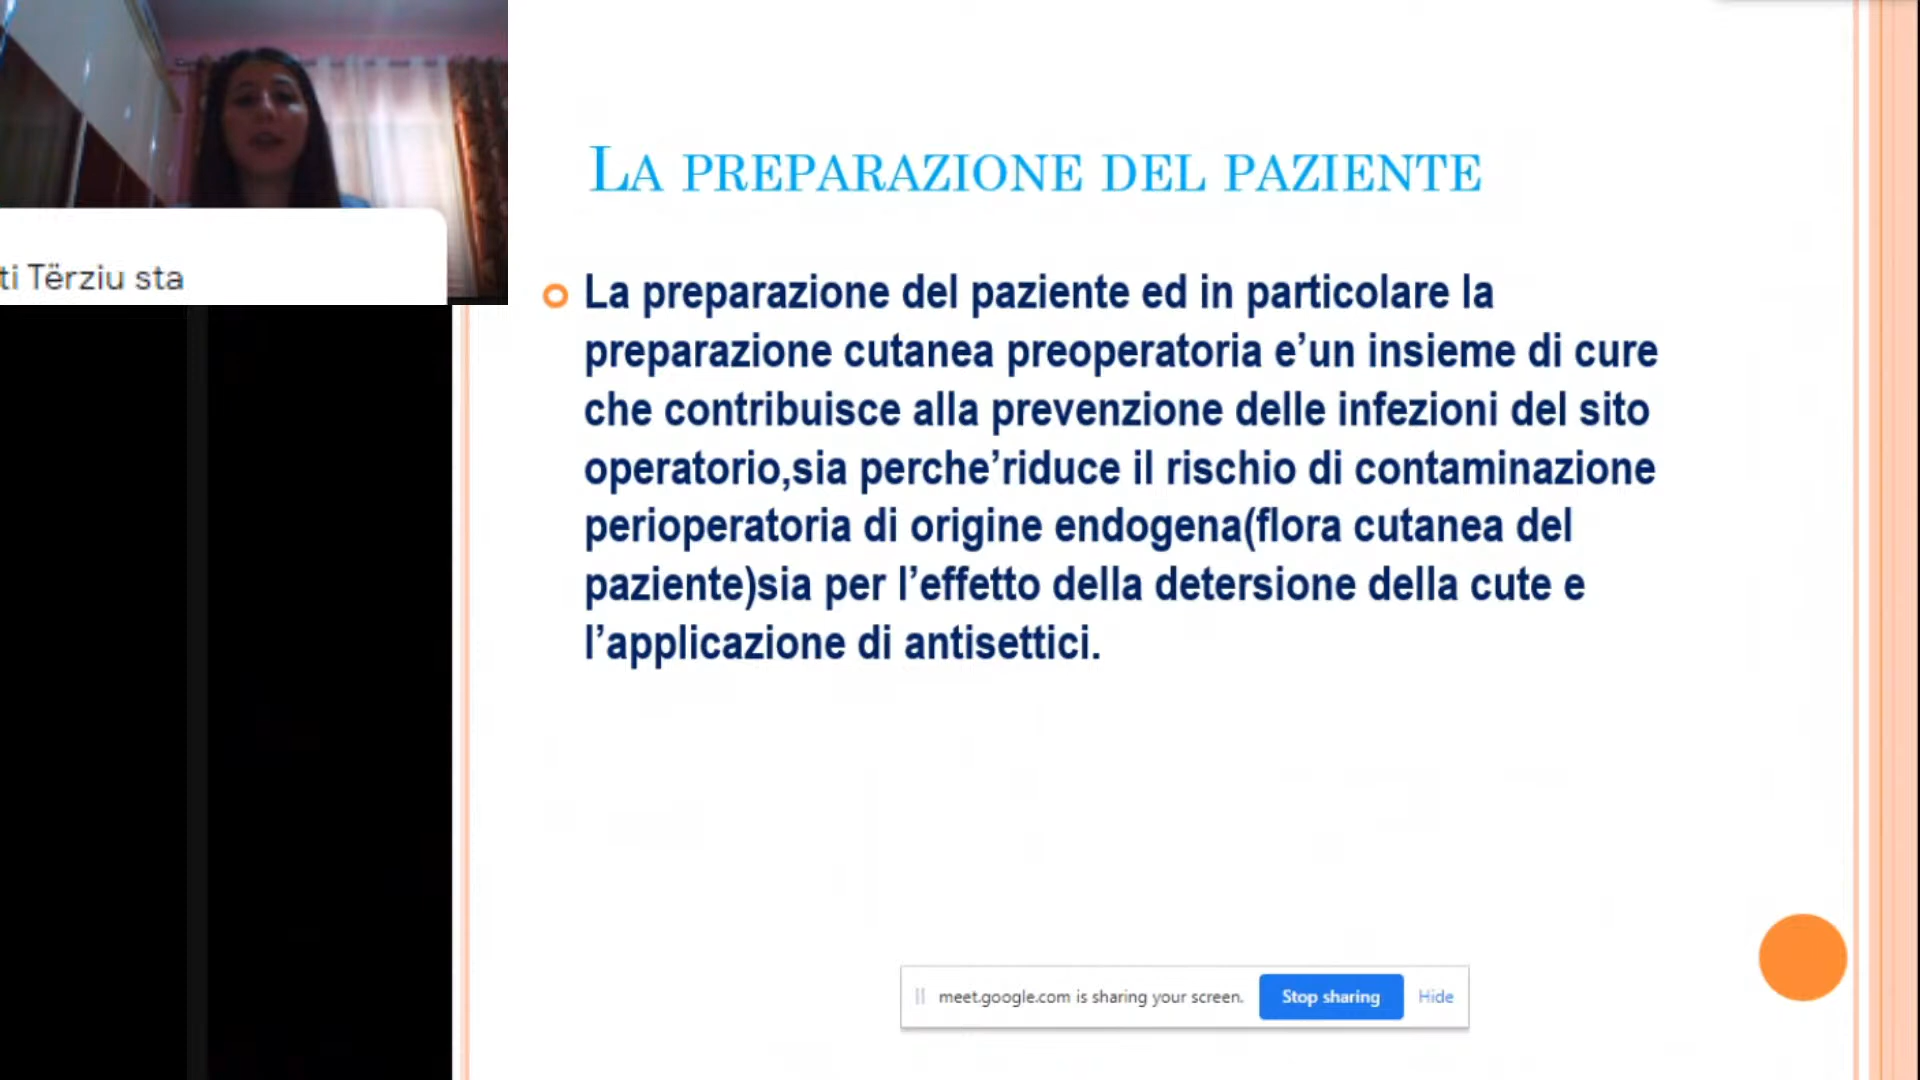 ti Tërziu sta
La preparazione del paziente
La preparazione del paziente ed in particolare la
preparazione cutanea preoperatoria e’un insieme di cure
che contribuisce alla prevenzione delle infezioni del sito
operatorio,sia perche’riduce il rischio di contaminazione
perioperatoria di origine endogena(flora cutanea del
paziente)sia per l’effetto della detersione della cute e
l’applicazione di antisettici.
meet.google.com is sharing your screen.
Stop sharing
Hide